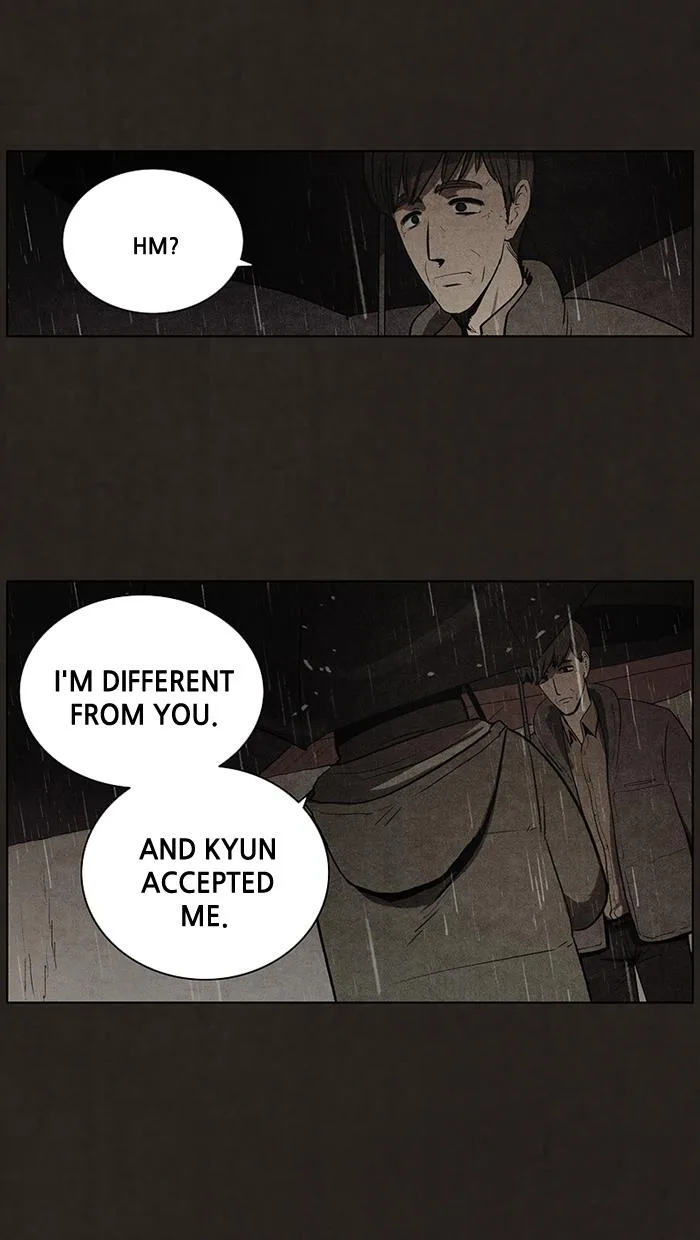 HM?
I'M DIFFERENT
FROM YOU.
AND KYUN
ACCEPTED
ME.